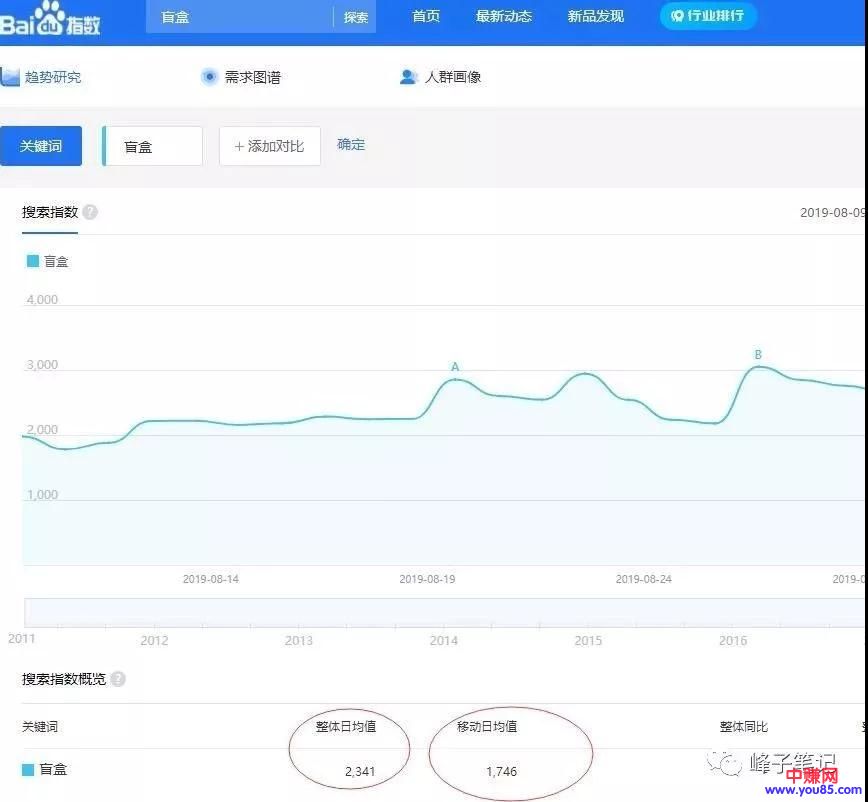 Baidu指数
盲盒 探索 首页 最新动态 新品发现 行业排行
趋势研究 需求图谱 人群画像
关键词 盲盒 +添加对比 确定
搜索指数 ? 2019-08-09
盲盒
4,000
3,000
2,000
1,000
A
B
2019-08-14 2019-08-19 2019-08-24 2019-0
2011 2012 2013 2014 2015 2016
搜索指数概览 ?
关键词 整体日均值 移动日均值 整体同比
盲盒 2,341 1,746
峰子笔记
中赚网
www.you85.com